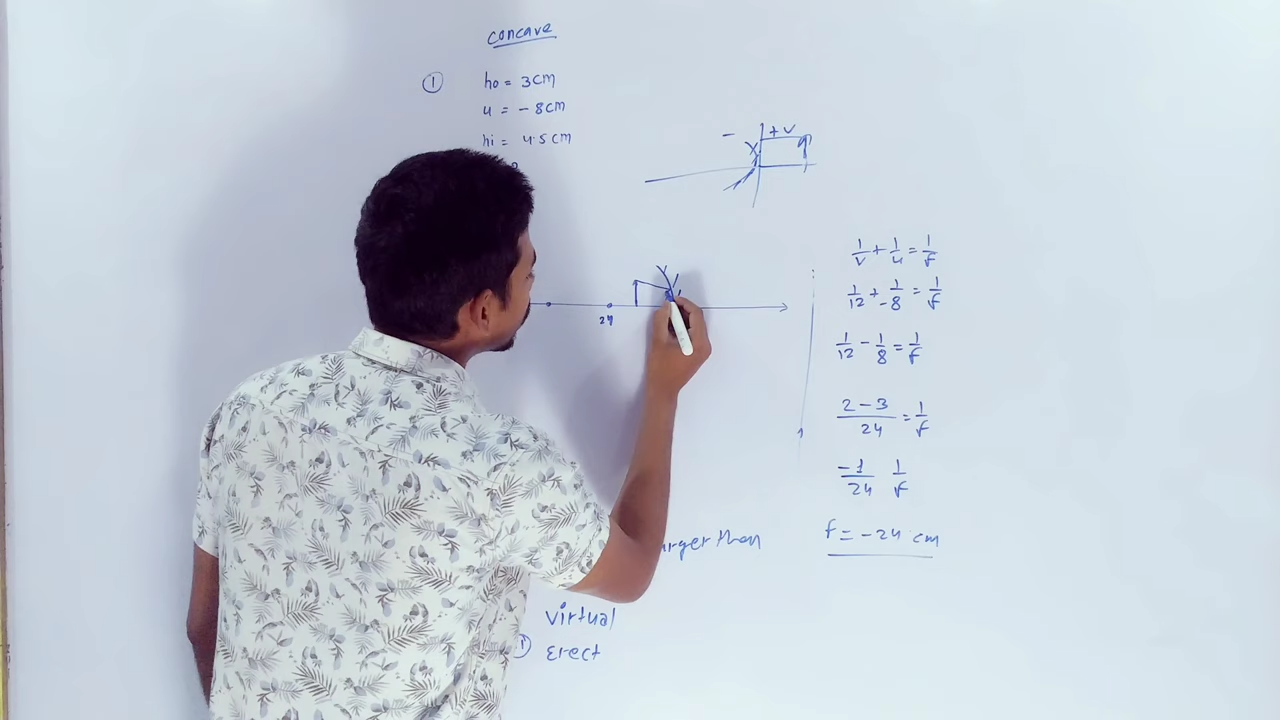 concave
① ho = 3cm
u = - 8cm
hi = 4.5cm
- + v
24
1/v + 1/u = 1/f
1/12 + 1/-8 = 1/f
1/12 - 1/8 = 1/f
2 - 3/24 = 1/f
-1/24 1/f
f = - 24 cm
than
virtual
Erect